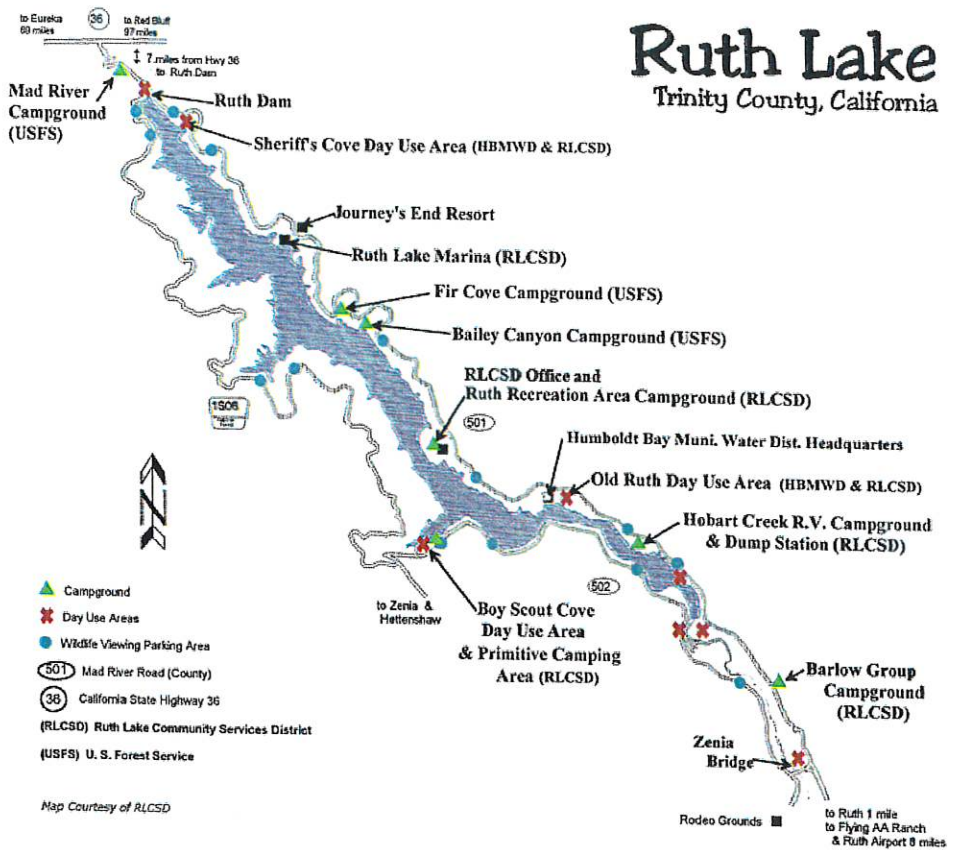 to Eureka
69 miles
36
to Red Bluff
97 miles
7 miles from Hwy 36
to Ruth Dam
Ruth Lake
Trinity County, California
Mad River
Campground
(USFS)
Ruth Dam
Sheriff's Cove Day Use Area (HBMWD & RLCSD)
Journey's End Resort
Ruth Lake Marina (RLCSD)
Fir Cove Campground (USFS)
Bailey Canyon Campground (USFS)
RLCSD Office and
Ruth Recreation Area Campground (RLCSD)
1S06
501
Humboldt Bay Muni. Water Dist. Headquarters
Old Ruth Day Use Area (HBMWD & RLCSD)
N
Hobart Creek R.V. Campground
& Dump Station (RLCSD)
502
to Zenia &
Hettenshaw
Boy Scout Cove
Day Use Area
& Primitive Camping
Area (RLCSD)
Barlow Group
Campground
(RLCSD)
Zenia
Bridge
Campground
Day Use Areas
Wildlife Viewing Parking Area
501 Mad River Road (County)
36 California State Highway 36
(RLCSD) Ruth Lake Community Services District
(USFS) U. S. Forest Service
Map Courtesy of RLCSD
Rodeo Grounds
to Ruth 1 mile
to Flying AA Ranch
& Ruth Airport 8 miles